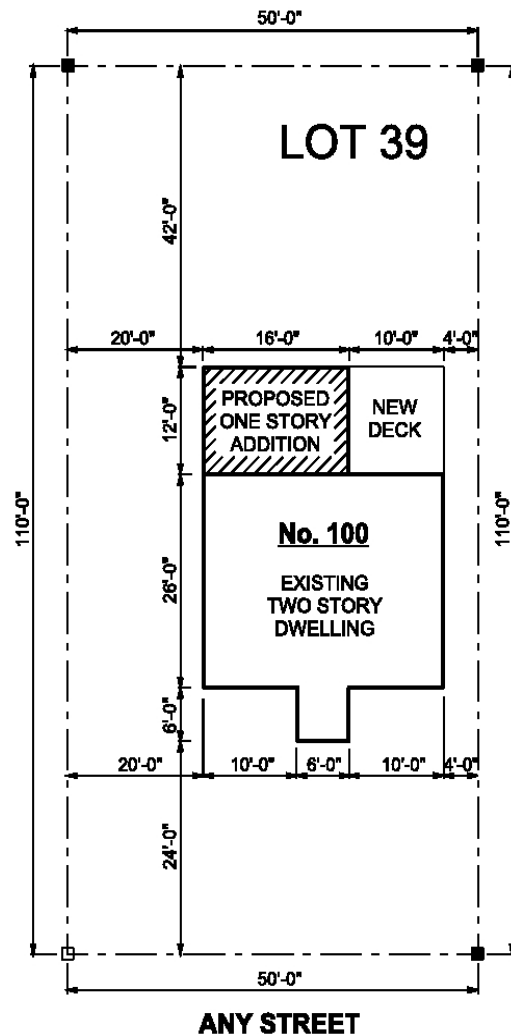 50'-0"
LOT 39
42'-0"
20'-0" 16'-0" 10'-0" 4'-0"
12'-0"
PROPOSED
ONE STORY
ADDITION
NEW
DECK
110'-0"
110'-0"
No. 100
26'-0"
EXISTING
TWO STORY
DWELLING
6'-0"
20'-0" 10'-0" 6'-0" 10'-0" 4'-0"
24'-0"
50'-0"
ANY STREET